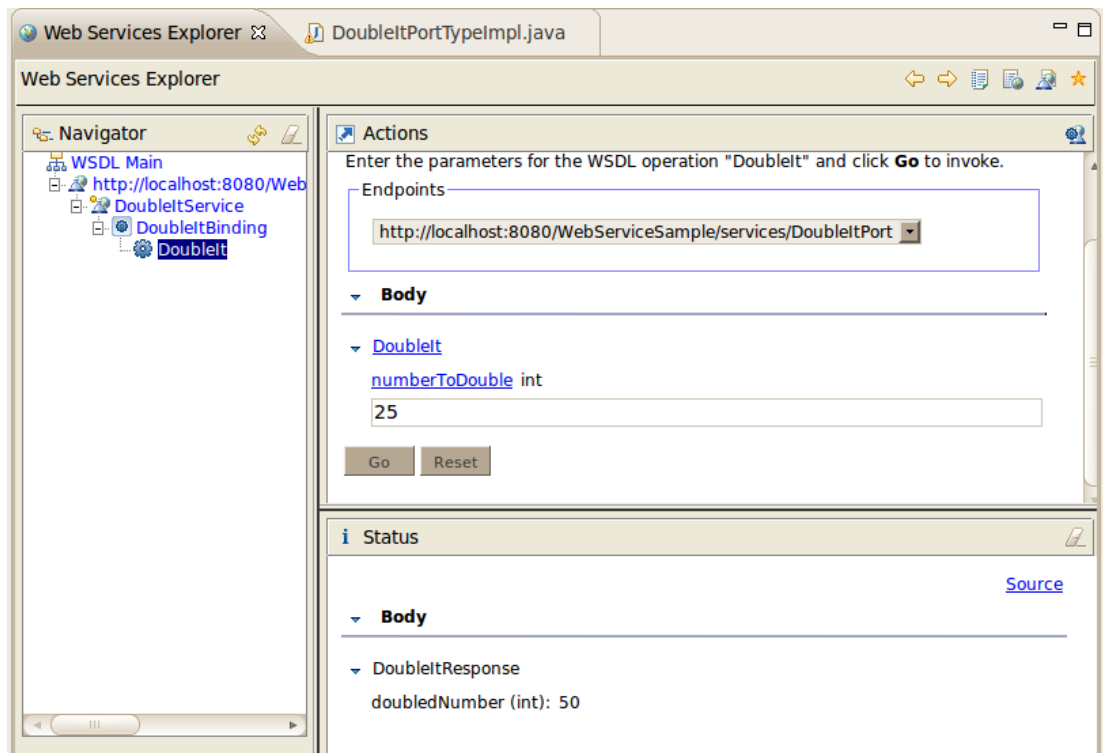 Web Services Explorer
DoubleItPortTypeImpl.java
Web Services Explorer
Navigator
WSDL Main
http://localhost:8080/Web
DoubleItService
DoubleItBinding
DoubleIt
Actions
Enter the parameters for the WSDL operation "DoubleIt" and click Go to invoke.
Endpoints
http://localhost:8080/WebServiceSample/services/DoubleItPort
Body
DoubleIt
numberToDouble int
25
Go Reset
i Status
Source
Body
DoubleItResponse
doubledNumber (int): 50